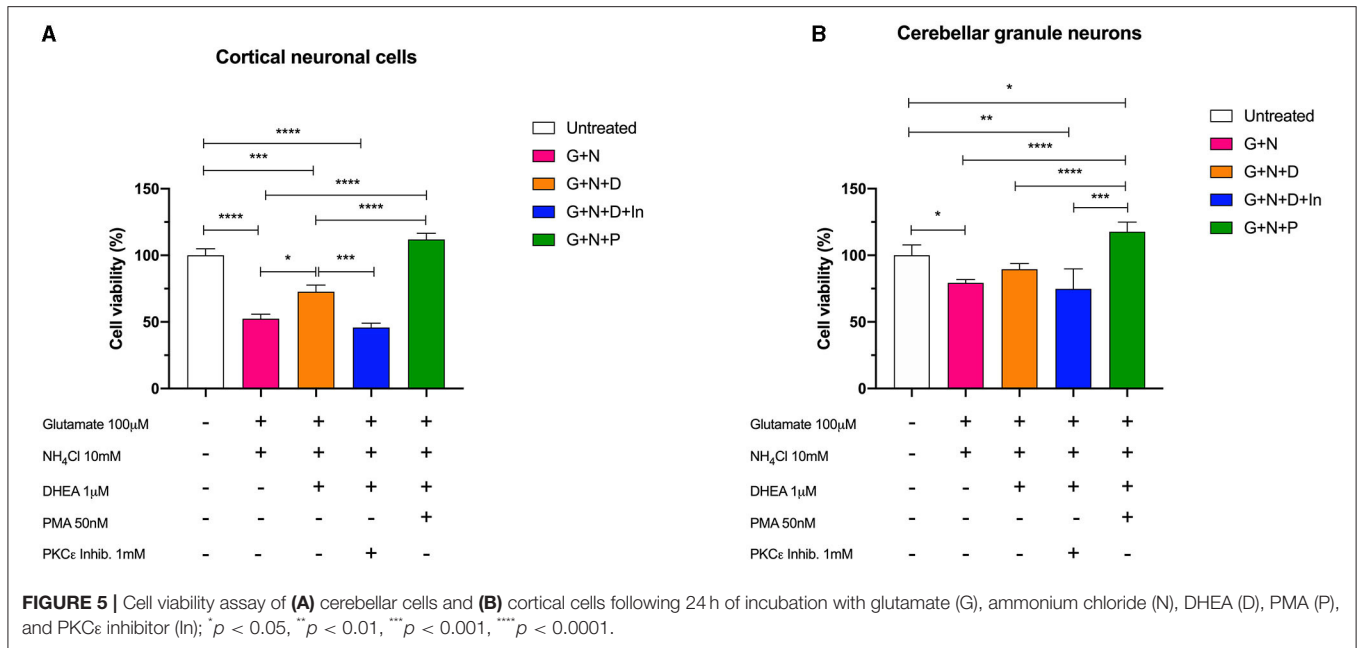 A
Cortical neuronal cells
****
***
****
****
****
*
***
Untreated
G+N
G+N+D
G+N+D+In
G+N+P
Cell viability (%)
150
100
50
0
Glutamate 100μM - + + + +
NH₄Cl 10mM - + + + +
DHEA 1μM - - + + +
PMA 50nM - - - - +
PKCε Inhib. 1mM - - - + -
B
Cerebellar granule neurons
*
**
****
****
***
*
Untreated
G+N
G+N+D
G+N+D+In
G+N+P
Cell viability (%)
150
100
50
0
Glutamate 100μM - + + + +
NH₄Cl 10mM - + + + +
DHEA 1μM - - + + +
PMA 50nM - - - - +
PKCε Inhib. 1mM - - - + -
FIGURE 5 | Cell viability assay of (A) cerebellar cells and (B) cortical cells following 24 h of incubation with glutamate (G), ammonium chloride (N), DHEA (D), PMA (P),
and PKCε inhibitor (In); *p < 0.05, **p < 0.01, ***p < 0.001, ****p < 0.0001.